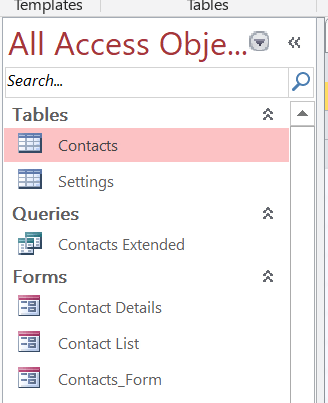 Templates Tables
All Access Obje...
Search...
Tables
Contacts
Settings
Queries
Contacts Extended
Forms
Contact Details
Contact List
Contacts_Form